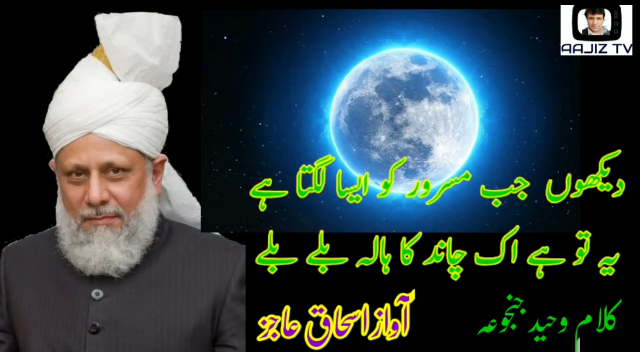 AAJIZ TV
دیکھوں جب مسرور کو ایسا لگتا ہے
یہ تو ہے اک چاند کا ہالہ بلے بلے
کلام وحید جنجوعہ آواز اسحاق عاجز